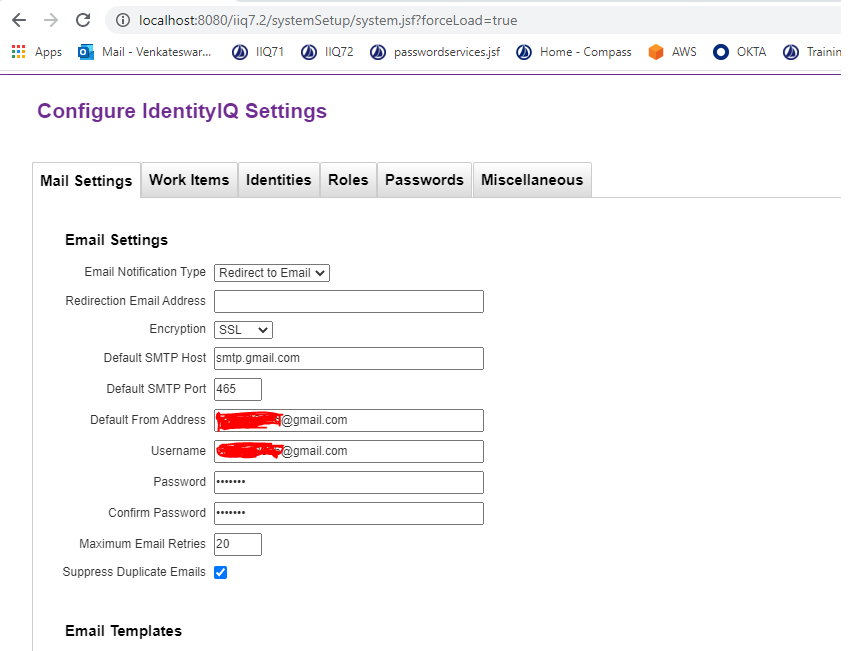 localhost:8080/iiq7.2/systemSetup/system.jsf?forceLoad=true
Apps Mail - Venkateswar... IIQ71 IIQ72 passwordservices.jsf Home - Compass AWS OKTA Trainin
Configure IdentityIQ Settings
Mail Settings Work Items Identities Roles Passwords Miscellaneous
Email Settings
Email Notification Type Redirect to Email
Redirection Email Address
Encryption SSL
Default SMTP Host smtp.gmail.com
Default SMTP Port 465
Default From Address @gmail.com
Username @gmail.com
Password •••••••
Confirm Password •••••••
Maximum Email Retries 20
Suppress Duplicate Emails
Email Templates